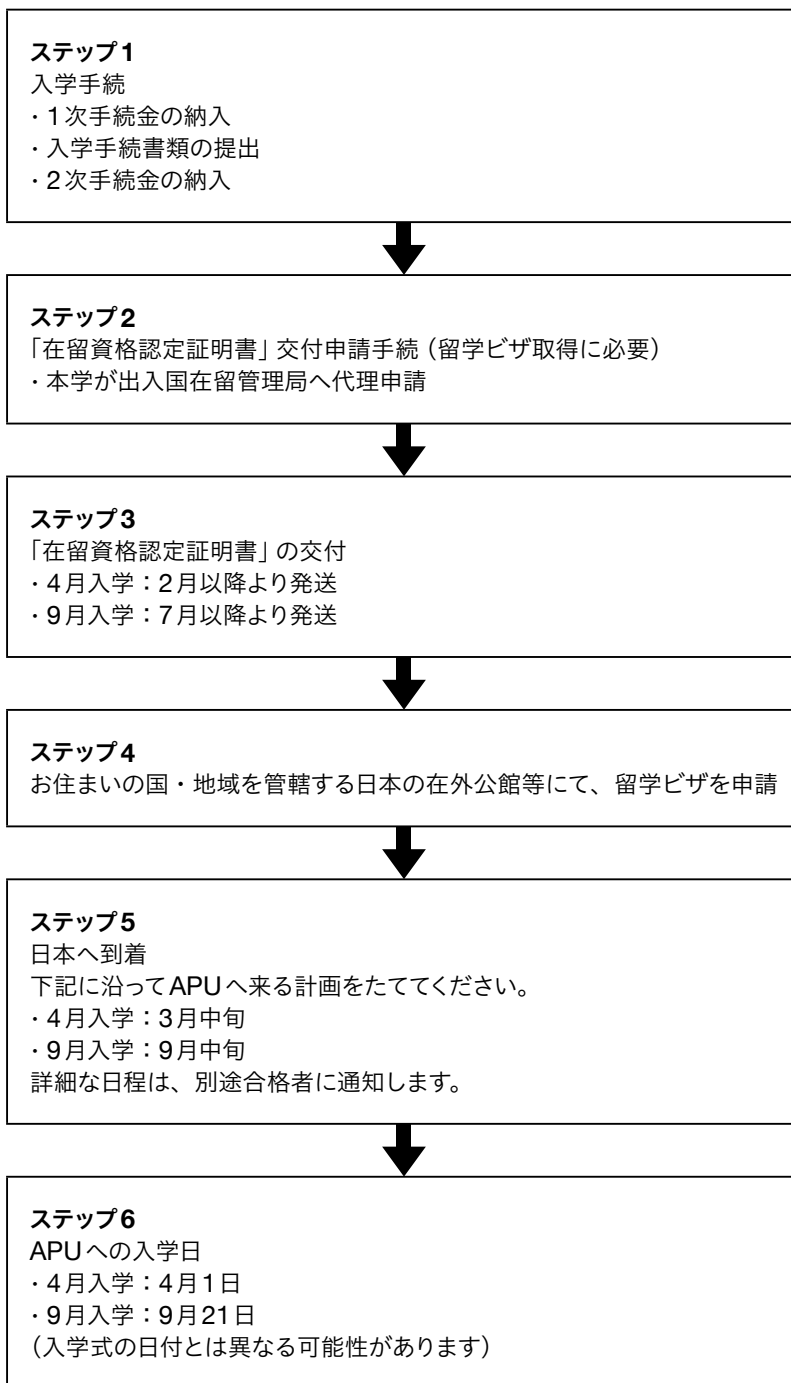 ステップ1
入学手続
・1次手続金の納入
・入学手続書類の提出
・2次手続金の納入
ステップ2
「在留資格認定証明書」交付申請手続（留学ビザ取得に必要）
・本学が出入国在留管理局へ代理申請
ステップ3
「在留資格認定証明書」の交付
・4月入学：2月以降より発送
・9月入学：7月以降より発送
ステップ4
お住まいの国・地域を管轄する日本の在外公館等にて、留学ビザを申請
ステップ5
日本へ到着
下記に沿ってAPUへ来る計画をたててください。
・4月入学：3月中旬
・9月入学：9月中旬
詳細な日程は、別途合格者に通知します。
ステップ6
APUへの入学日
・4月入学：4月1日
・9月入学：9月21日
（入学式の日付とは異なる可能性があります）